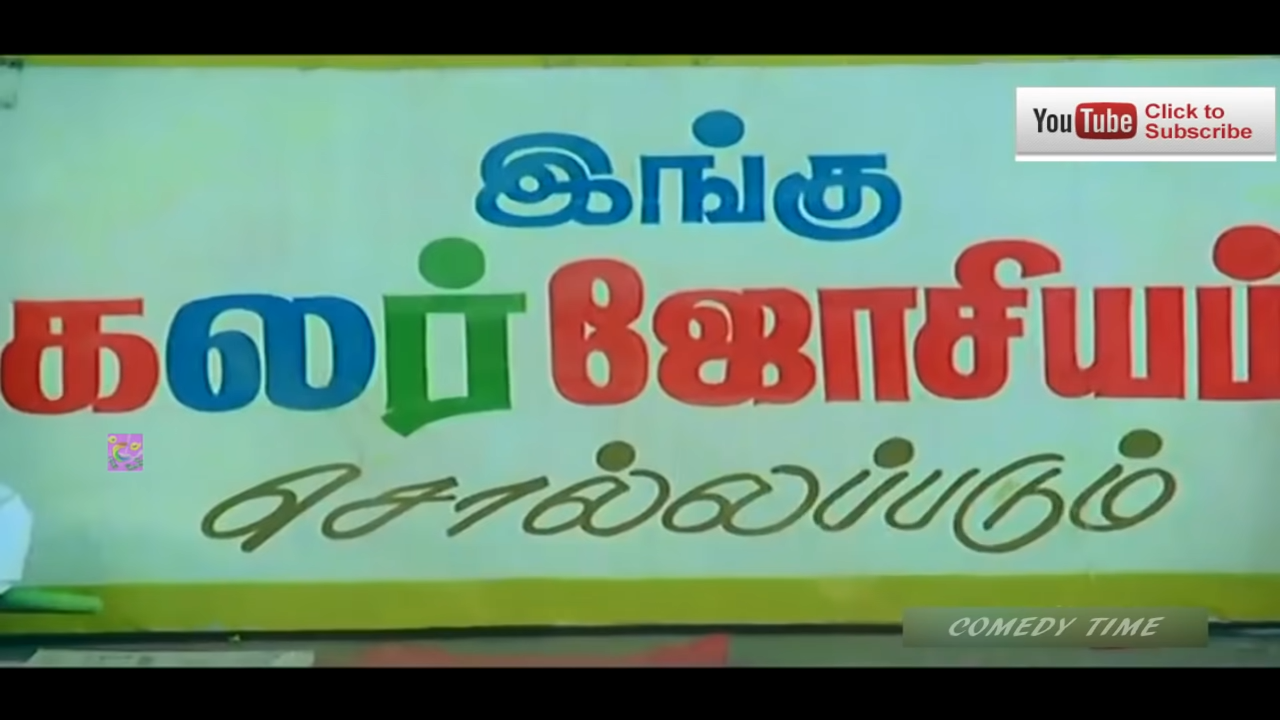 YouTube Click to
Subscribe
இங்கு
கலர் ஜோசியம்
சொல்லப்படும்
COMEDY TIME